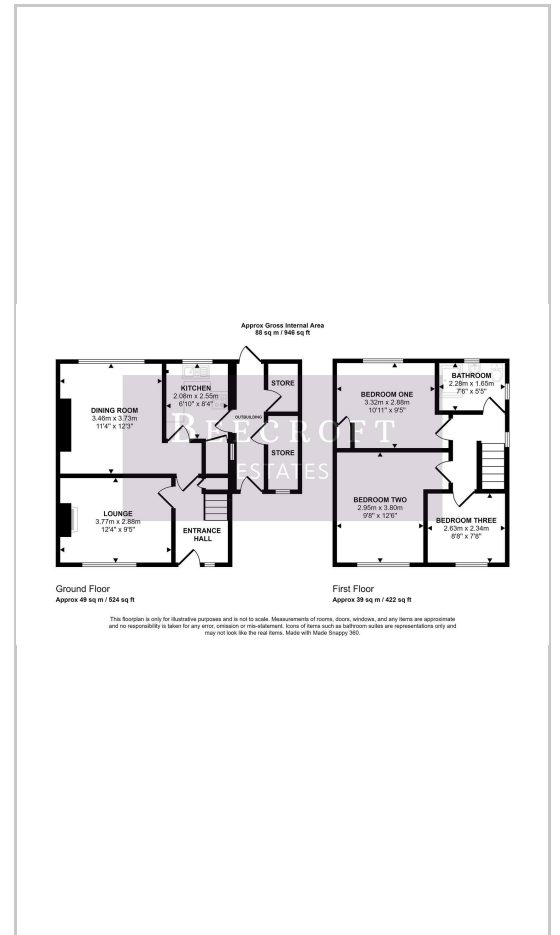 Approx Gross Internal Area
88 sq m / 946 sq ft
DINING ROOM
3.46m x 3.73m
11'4" x 12'3"
KITCHEN
2.08m x 2.55m
6'10" x 8'4"
STORE
OUTBUILDING
STORE
LOUNGE
3.77m x 2.88m
12'4" x 9'5"
ENTRANCE
HALL
BEDROOM ONE
3.32m x 2.88m
10'11" x 9'5"
BATHROOM
2.28m x 1.65m
7'6" x 5'5"
BEDROOM TWO
2.95m x 3.80m
9'8" x 12'6"
BEDROOM THREE
2.63m x 2.34m
8'8" x 7'8"
BEECROFT
ESTATES
Ground Floor
Approx 49 sq m / 524 sq ft
First Floor
Approx 39 sq m / 422 sq ft
This floorplan is only for illustrative purposes and is not to scale. Measurements of rooms, doors, windows, and any items are approximate
and no responsibility is taken for any error, omission or mis-statement. Icons of items such as bathroom suites are representations only and
may not look like the real items. Made with Made Snappy 360.